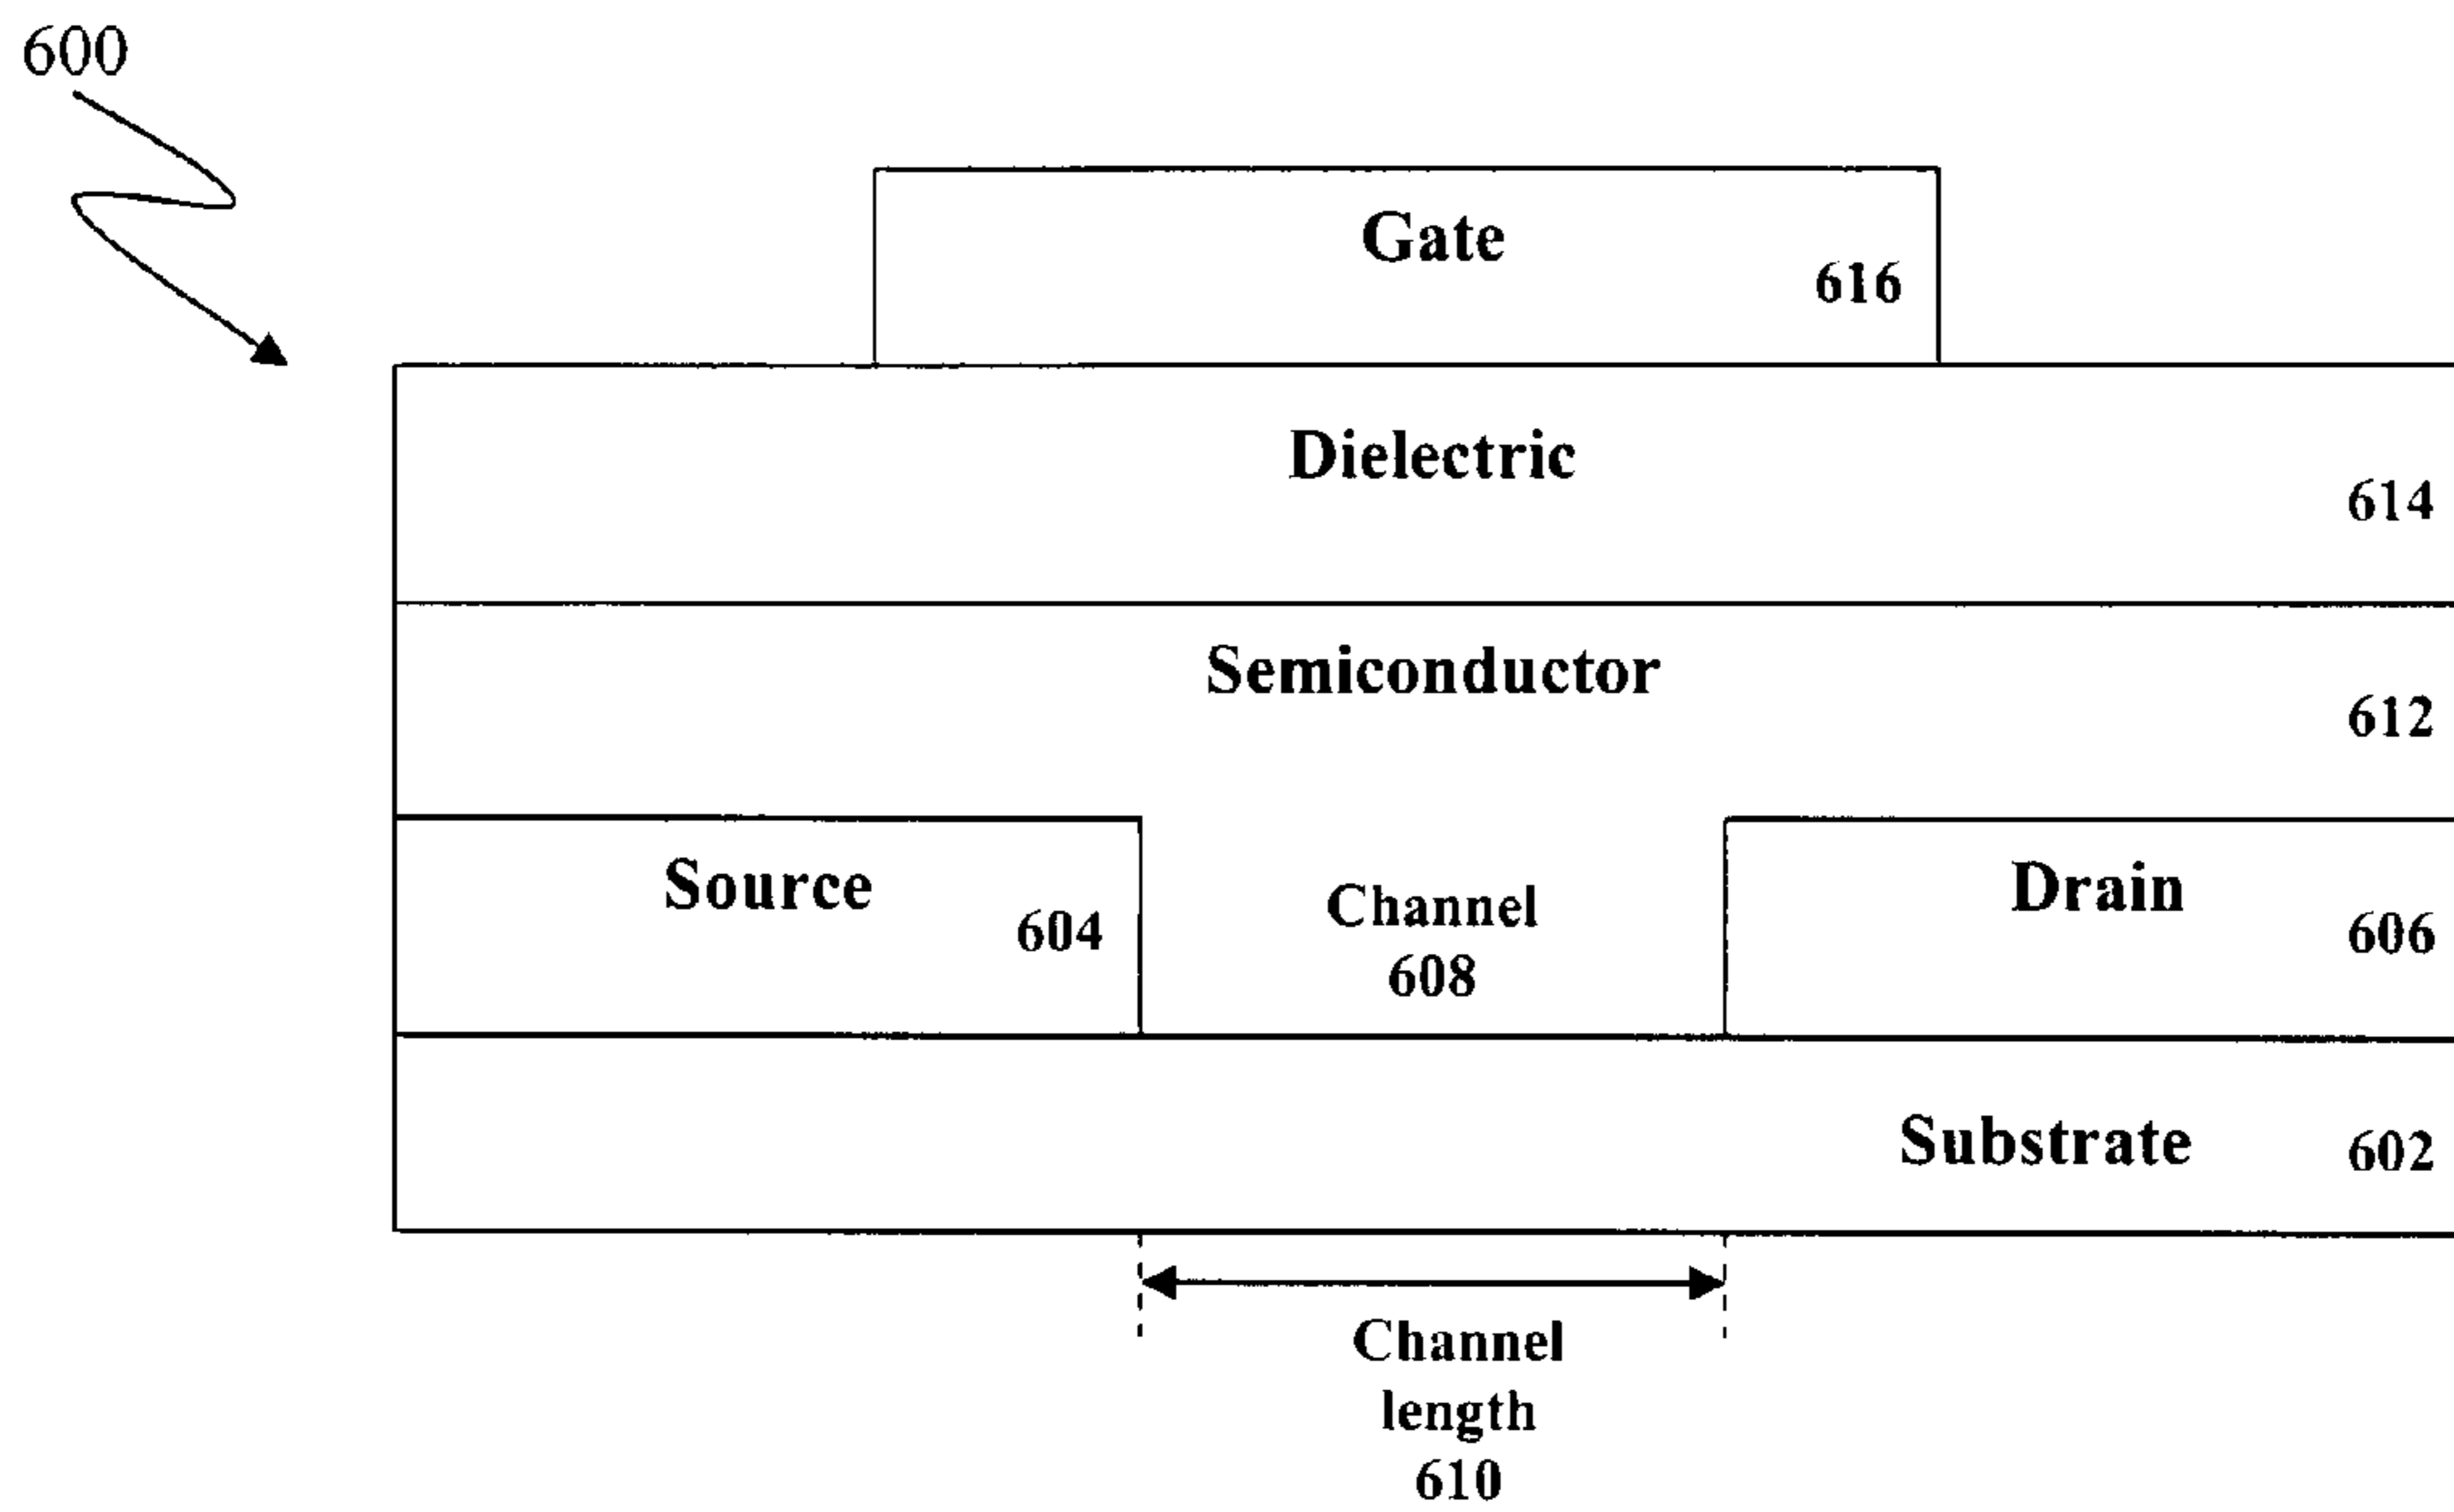 600
Gate
616
Dielectric
614
Semiconductor
612
Source
604
Channel
608
Drain
606
Substrate
602
Channel
length
610